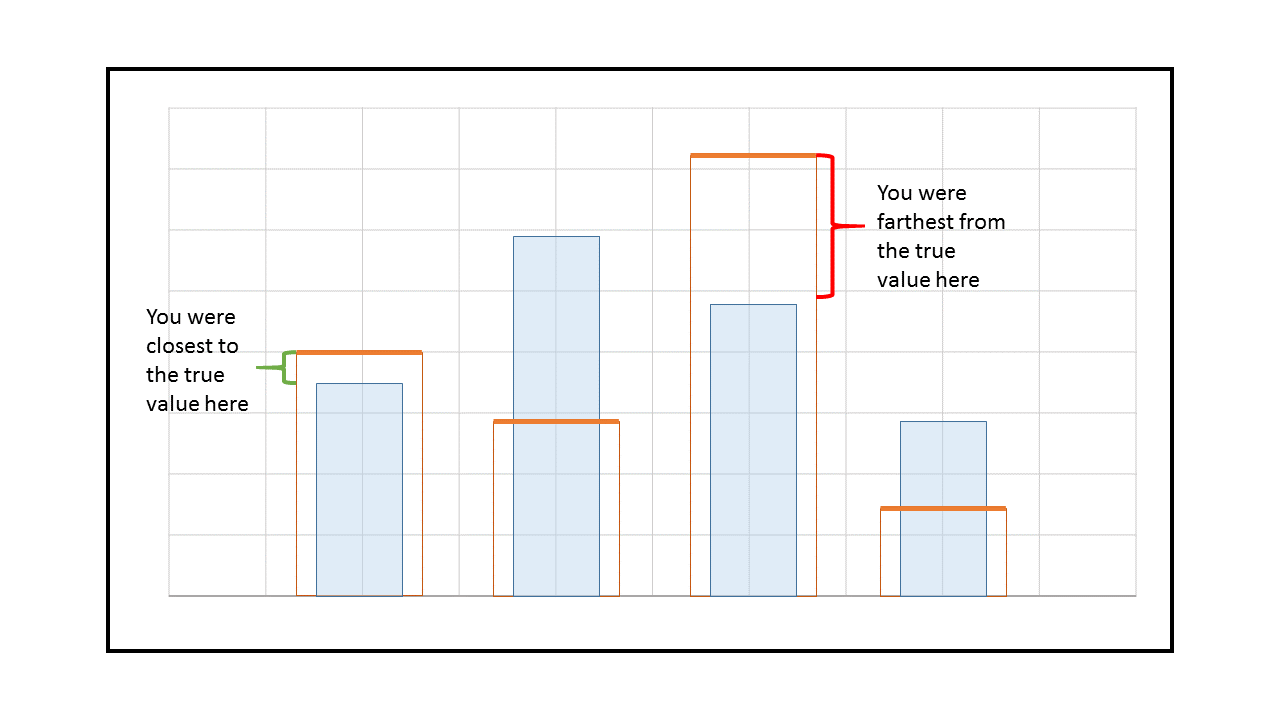 You were
farthest from
the true
value here
You were
closest to
the true
value here